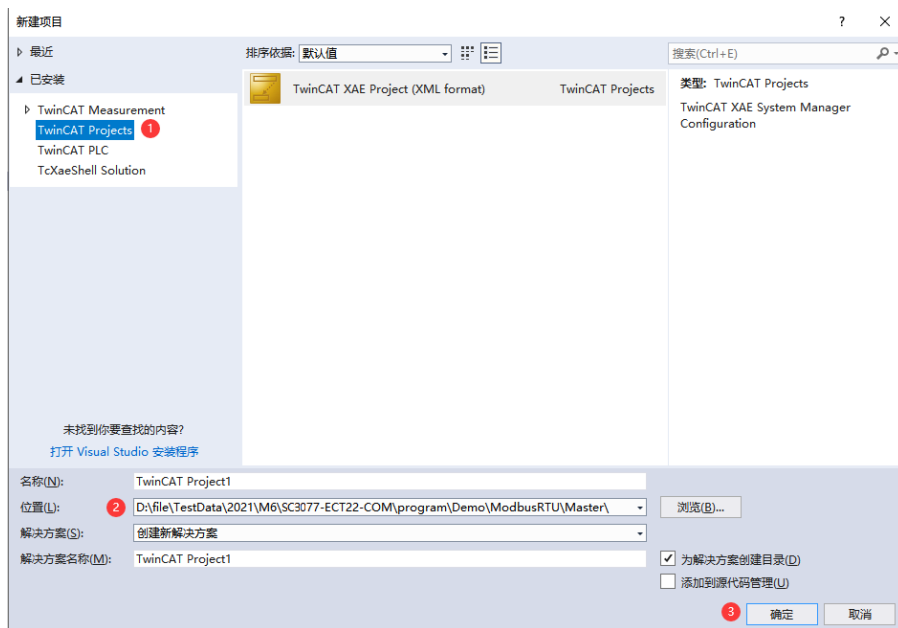 新建项目
? ×
最近
排序依据: 默认值
搜索(Ctrl+E)
已安装
TwinCAT Measurement
TwinCAT Projects 1
TwinCAT PLC
TcXaeShell Solution
TwinCAT XAE Project (XML format) TwinCAT Projects
类型: TwinCAT Projects
TwinCAT XAE System Manager
Configuration
未找到你要查找的内容?
打开 Visual Studio 安装程序
名称(N): TwinCAT Project1
位置(L): 2 D:\file\TestData\2021\M6\SC3077-ECT22-COM\program\Demo\ModbusRTU\Master\ 浏览(B)...
解决方案(S): 创建新解决方案
解决方案名称(M): TwinCAT Project1
为解决方案创建目录(D)
添加到源代码管理(U)
3 确定 取消